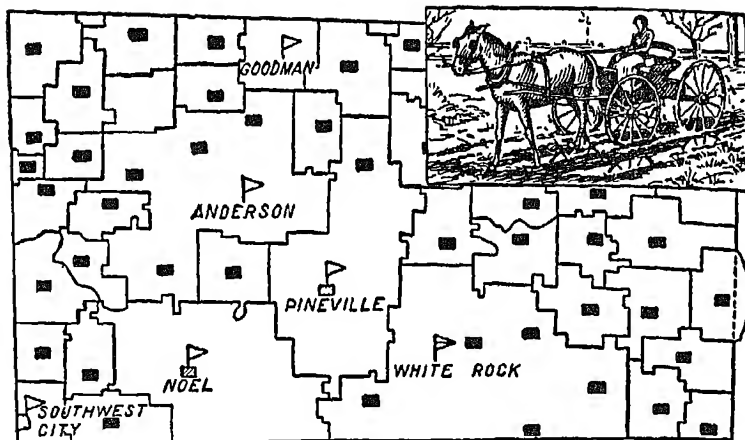 GOODMAN
ANDERSON
PINEVILLE
WHITE ROCK
NOEL
SOUTHWEST
CITY